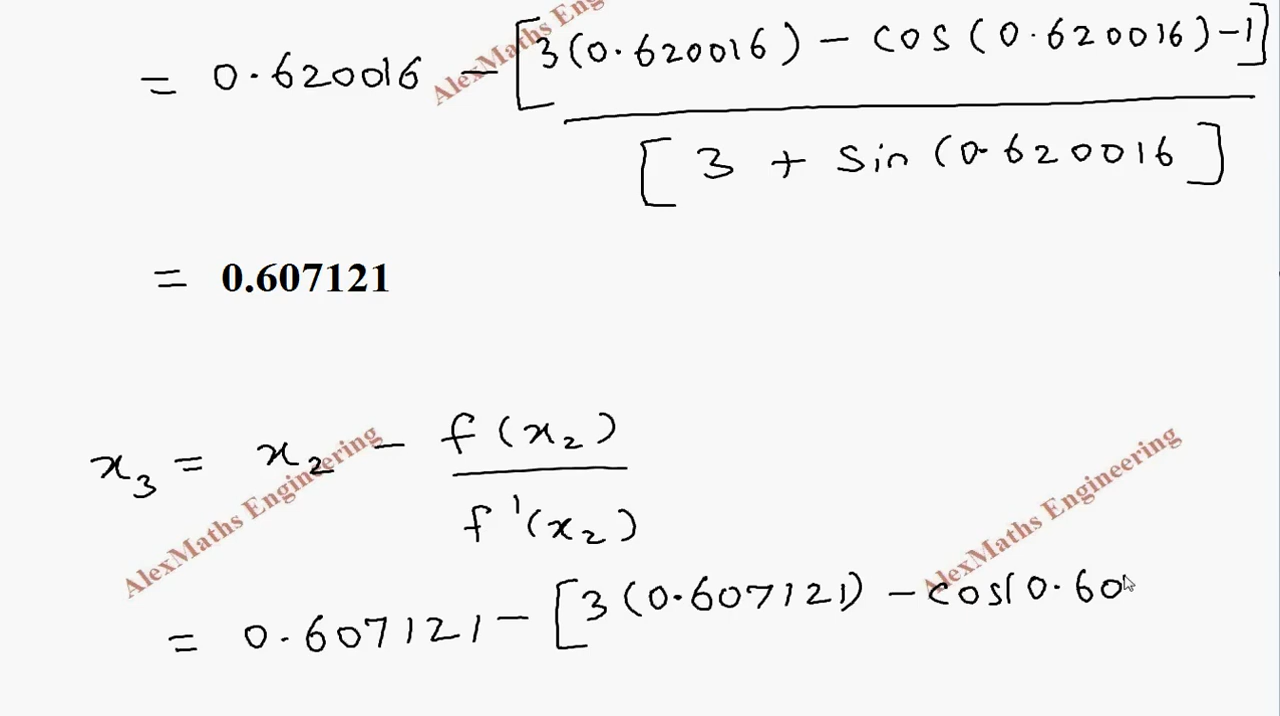 = 0.620016 - [3(0.620016) - cos(0.620016)-1]
[3 + sin(0.620016]
= 0.607121
x₃ = x₂ - f(x₂)
f'(x₂)
= 0.607121 - [3(0.607121) - cos(0.60
AlexMaths Eng
AlexMaths Engineering
AlexMaths Engineering